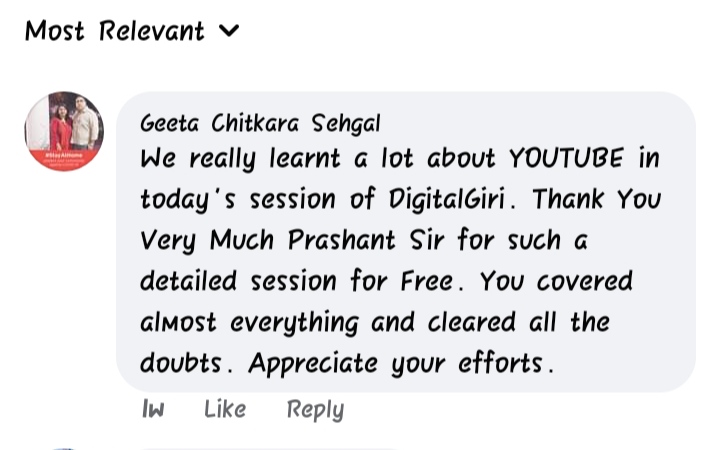 Most Relevant
Geeta Chitkara Sehgal
We really learnt a lot about YOUTUBE in
today's session of DigitalGiri. Thank You
Very Much Prashant Sir for such a
detailed session for Free. You covered
almost everything and cleared all the
doubts. Appreciate your efforts.
1w Like Reply